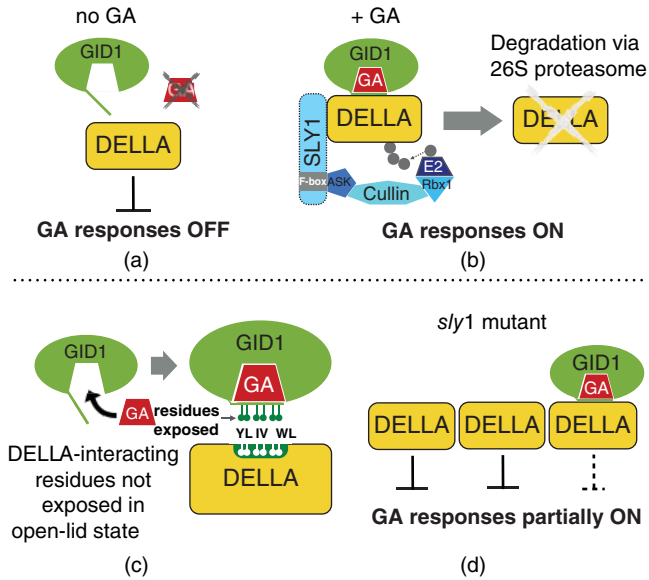 no GA
GID1
GA
DELLA
GA responses OFF
(a)
+ GA
GID1
GA
DELLA
SLY1
F-box
ASK
Cullin
E2
Rbx1
Degradation via
26S proteasome
DELLA
GA responses ON
(b)
GID1
GA
DELLA-interacting
residues not
exposed in
open-lid state
GID1
GA
residues
exposed
YL IV WL
DELLA
(c)
sly1 mutant
GID1
GA
DELLA
DELLA
DELLA
GA responses partially ON
(d)